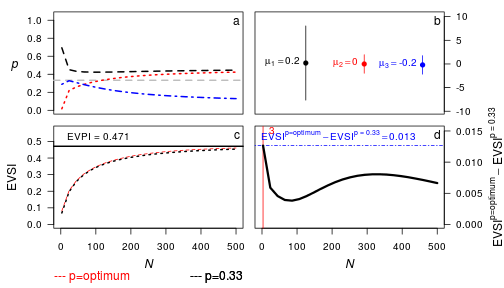 a
1.0
0.8
0.6
0.4
0.2
0.0
p
b
μ1 = 0.2
μ2 = 0
μ3 = -0.2
10
5
0
-5
-10
c
EVPI = 0.471
0.5
0.4
0.3
0.2
0.1
0.0
EVSI
0 100 200 300 400 500
N
--- p=optimum
--- p=0.33
d
3
EVSI^p=optimum − EVSI^p = 0.33 = 0.013
0.015
0.010
0.005
0.000
EVSI^p=optimum − EVSI^p = 0.33
0 100 200 300 400 500
N